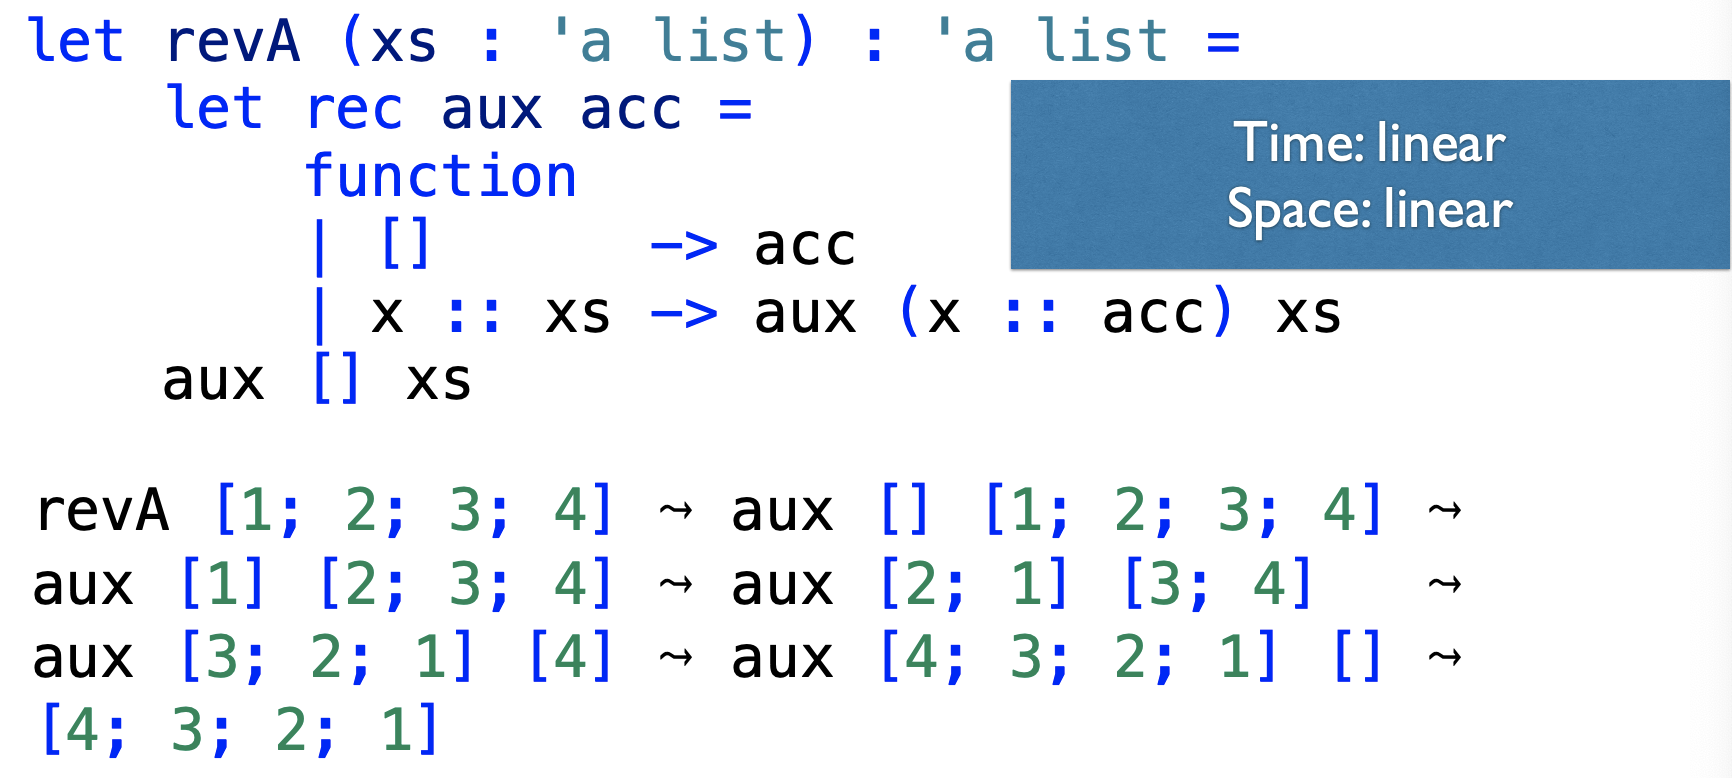 let revA (xs : 'a list) : 'a list =
let rec aux acc =
function
| [] -> acc
| x :: xs -> aux (x :: acc) xs
aux [] xs
Time: linear
Space: linear
revA [1; 2; 3; 4] ⤳ aux [] [1; 2; 3; 4] ⤳
aux [1] [2; 3; 4] ⤳ aux [2; 1] [3; 4] ⤳
aux [3; 2; 1] [4] ⤳ aux [4; 3; 2; 1] [] ⤳
[4; 3; 2; 1]